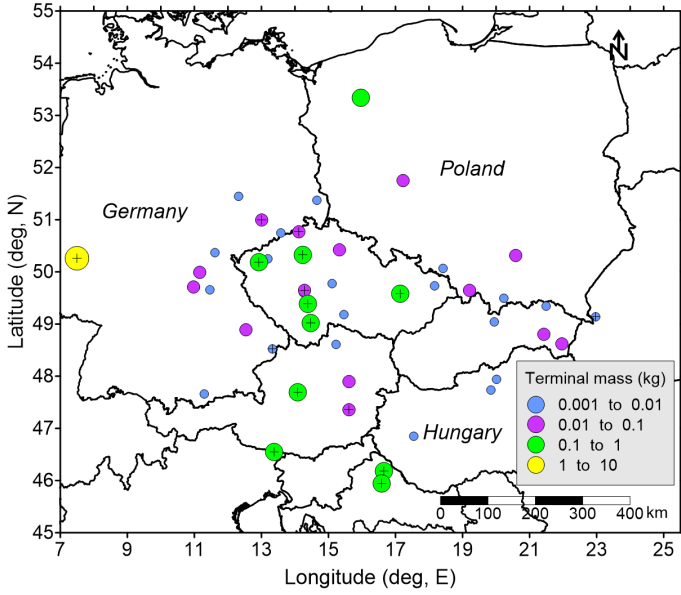 55
54
53
52
51
50
49
48
47
46
45
Latitude (deg, N)
N
Poland
Germany
Hungary
Terminal mass (kg)
0.001 to 0.01
0.01 to 0.1
0.1 to 1
1 to 10
0 100 200 300 400 km
7 9 11 13 15 17 19 21 23 25
Longitude (deg, E)